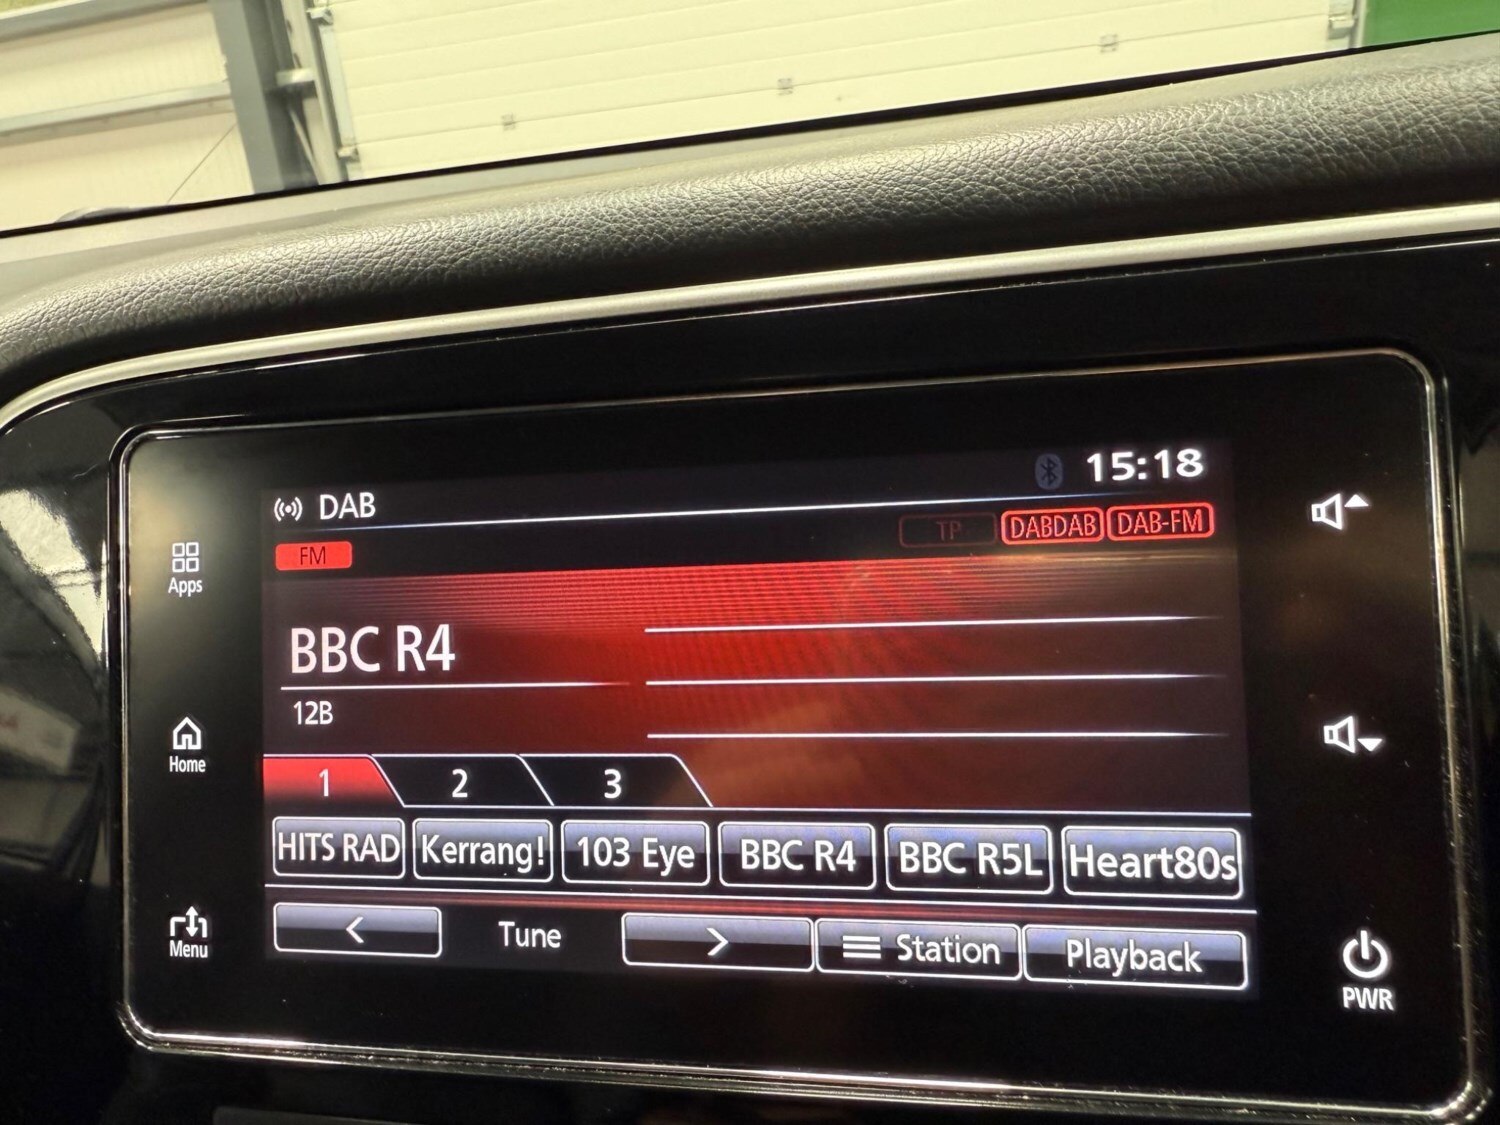 DAB
15:18
FM
TP
DABDAB
DAB-FM
Apps
BBC R4
12B
Home
1
2
3
HITS RAD
Kerrang!
103 Eye
BBC R4
BBC R5L
Heart80s
Menu
<
Tune
>
Station
Playback
PWR